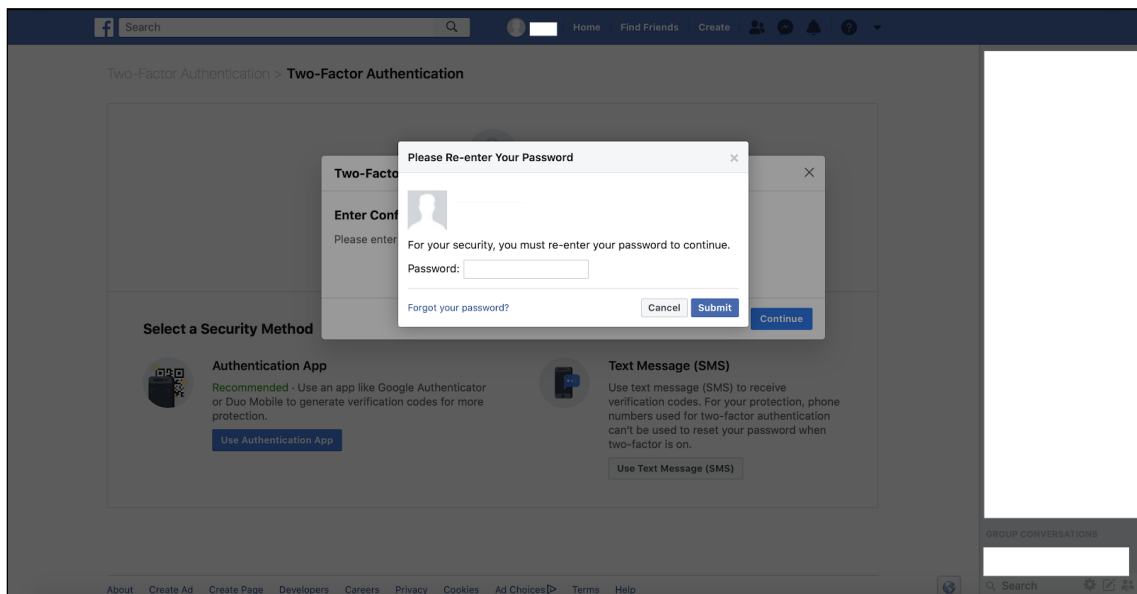 f Search Home Find Friends Create
Two-Factor Authentication > Two-Factor Authentication
Please Re-enter Your Password
Two-Facto
Enter Conf
Please enter
For your security, you must re-enter your password to continue.
Password:
Forgot your password? Cancel Submit
Continue
Select a Security Method
Authentication App
Recommended - Use an app like Google Authenticator
or Duo Mobile to generate verification codes for more
protection.
Use Authentication App
Text Message (SMS)
Use text message (SMS) to receive
verification codes. For your protection, phone
numbers used for two-factor authentication
can't be used to reset your password when
two-factor is on.
Use Text Message (SMS)
GROUP CONVERSATIONS
Search
About Create Ad Create Page Developers Careers Privacy Cookies Ad Choices Terms Help